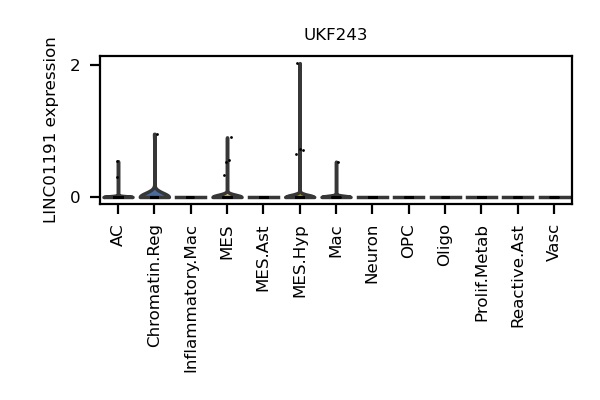 UKF243
LINC01191 expression
2
0
AC
Chromatin.Reg
Inflammatory.Mac
MES
MES.Ast
MES.Hyp
Mac
Neuron
OPC
Oligo
Prolif.Metab
Reactive.Ast
Vasc